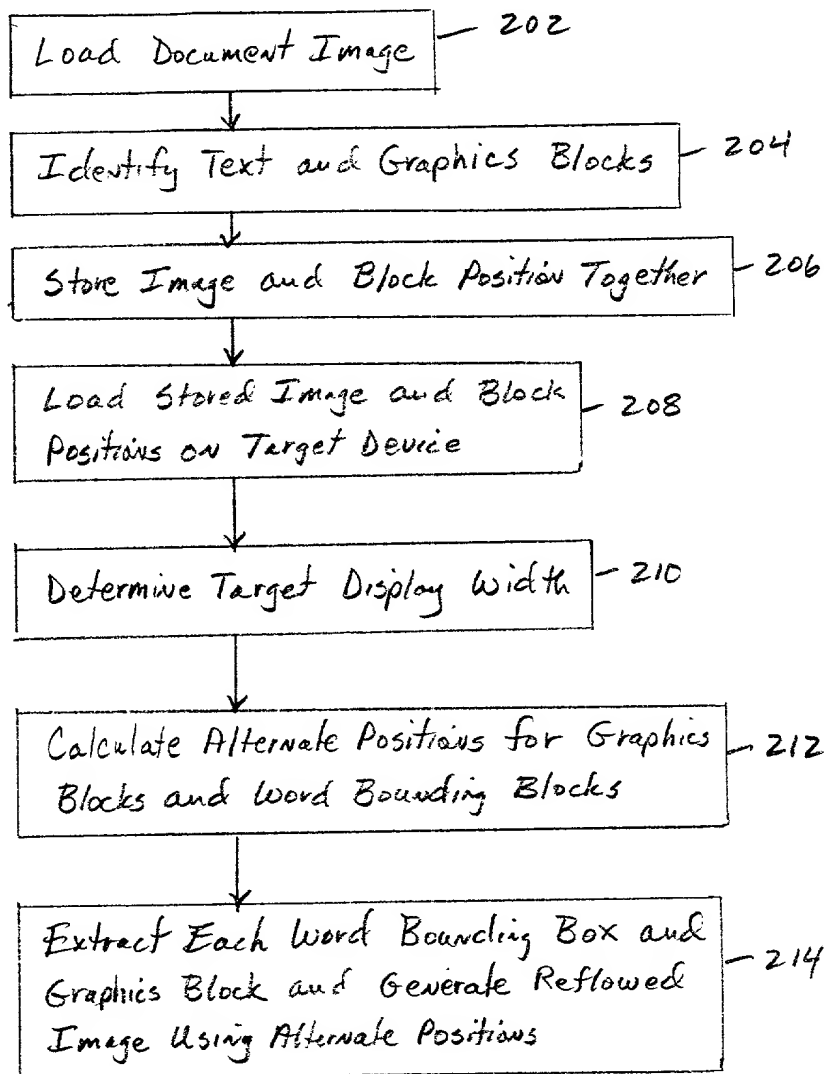 Load Document Image 202
Identify Text and Graphics Blocks 204
Store Image and Block Position Together 206
Load Stored Image and Block 208
Positions on Target Device
Determine Target Display Width 210
Calculate Alternate Positions for Graphics 212
Blocks and Word Bounding Blocks
Extract Each Word Bounding Box and
Graphics Block and Generate Reflowed 214
Image Using Alternate Positions